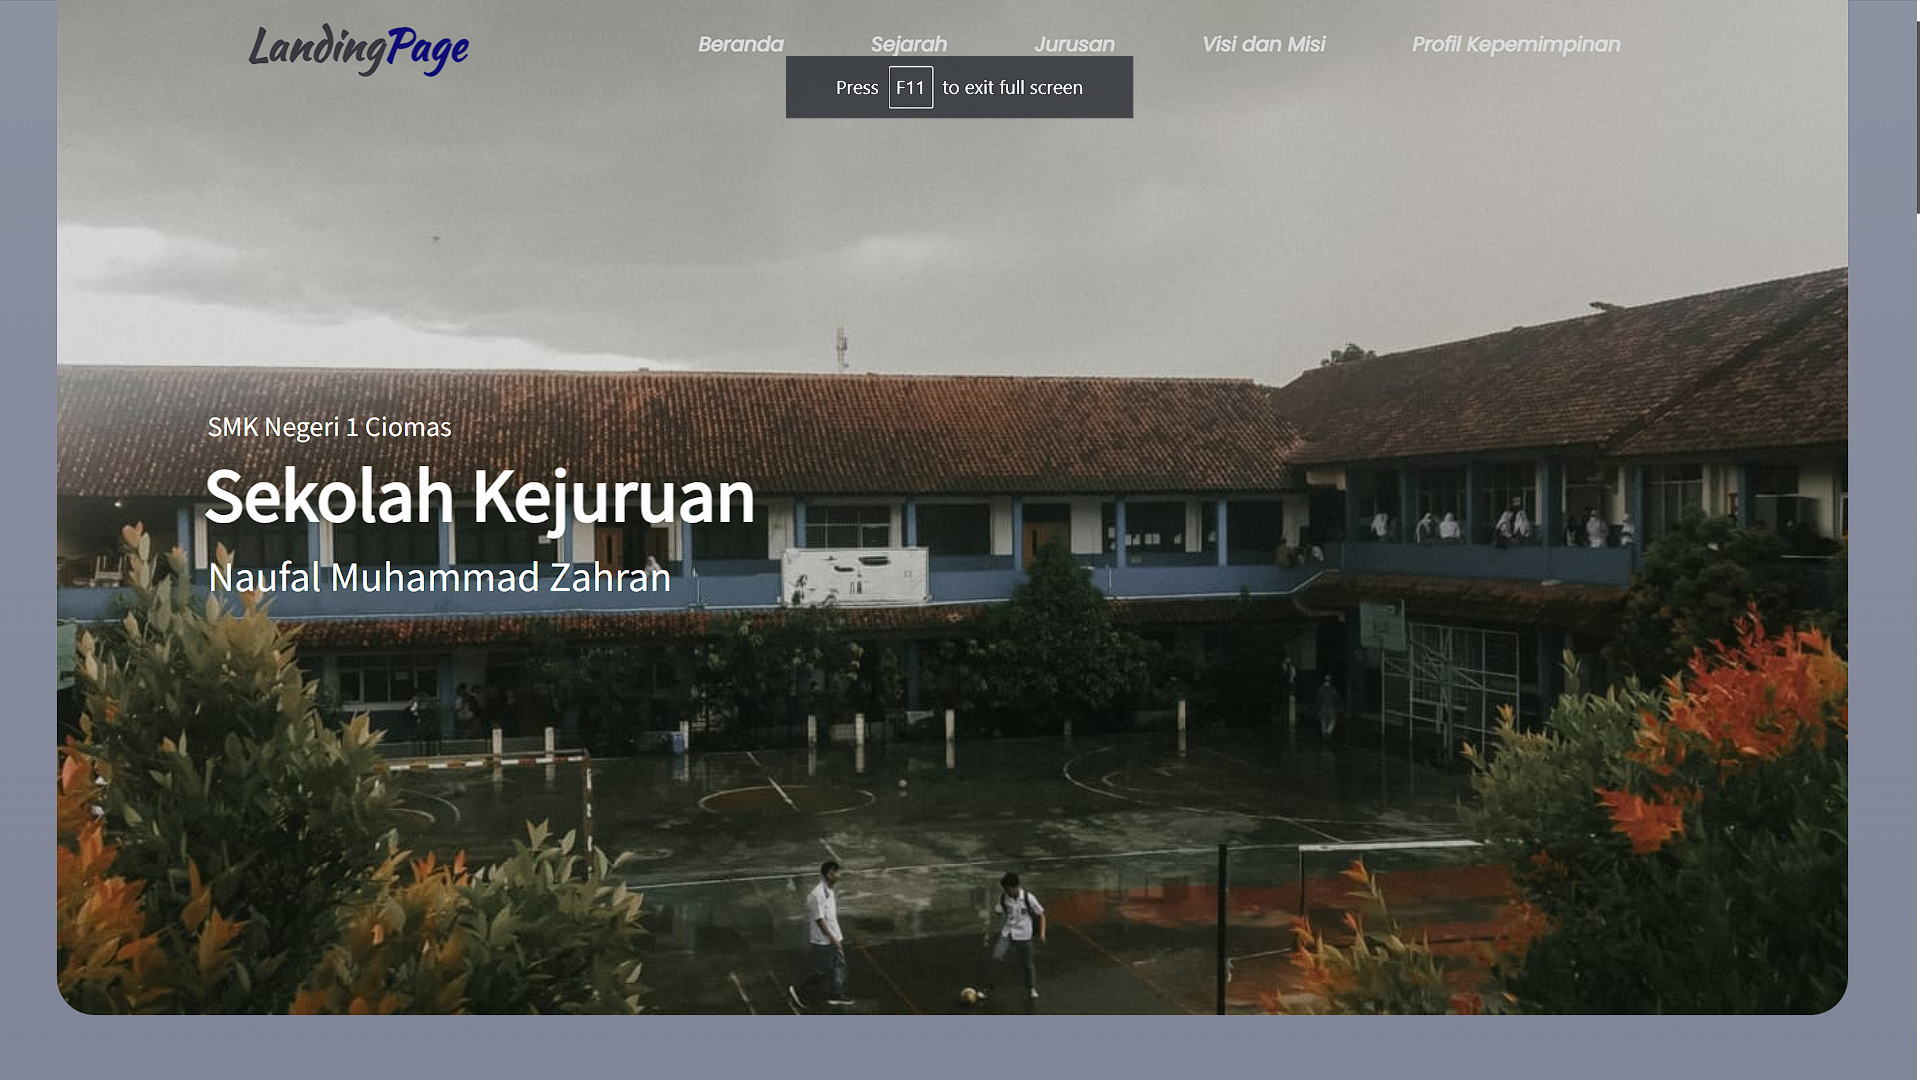 LandingPage
Beranda Sejarah Jurusan Visi dan Misi Profil Kepemimpinan
Press F11 to exit full screen
SMK Negeri 1 Ciomas
Sekolah Kejuruan
Naufal Muhammad Zahran